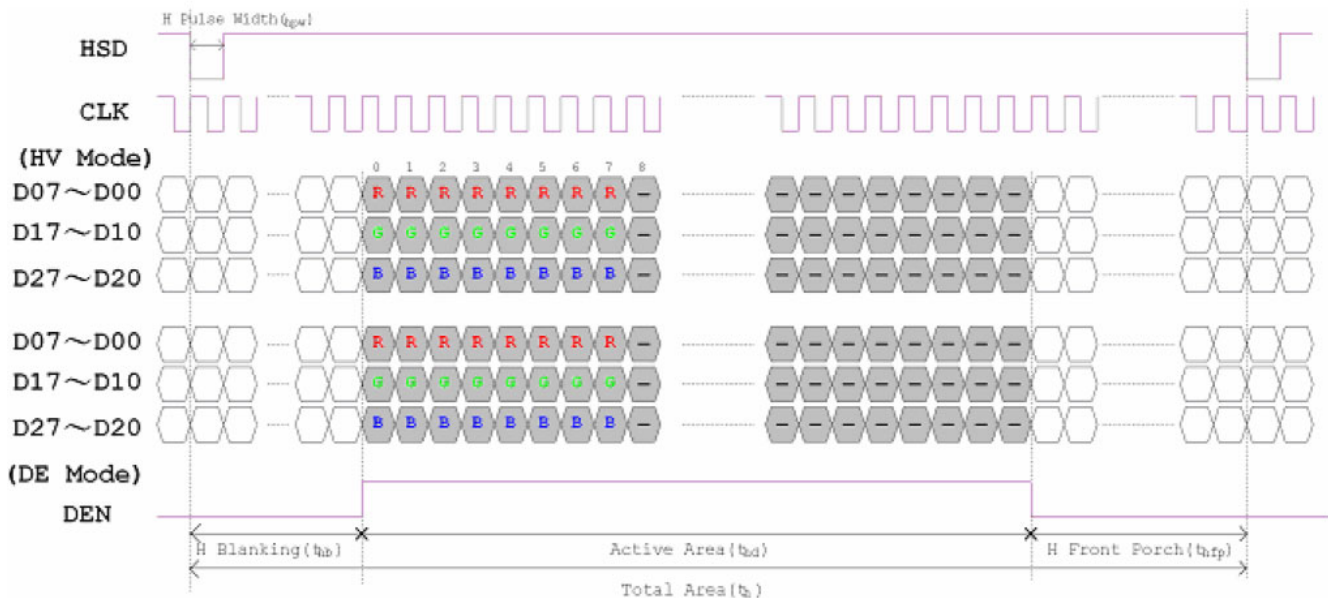 H Pulse Width(thpw)
HSD
CLK
(HV Mode)
0 1 2 3 4 5 6 7 8
D07～D00 R R R R R R R R —
D17～D10 G G G G G G G G —
D27～D20 B B B B B B B B —
D07～D00 R R R R R R R R —
D17～D10 G G G G G G G G —
D27～D20 B B B B B B B B —
(DE Mode)
DEN
H Blanking(thb) Active Area(thd) H Front Porch(thfp)
Total Area(th)